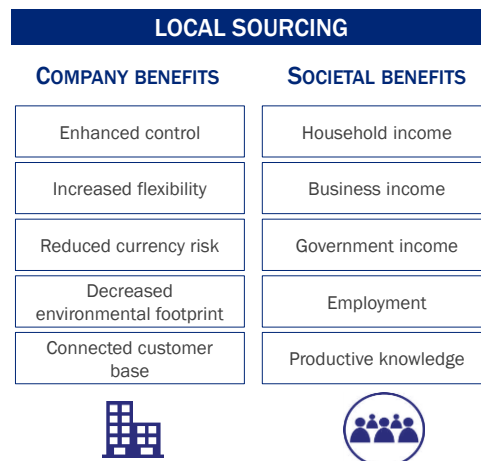 LOCAL SOURCING
COMPANY BENEFITS
Enhanced control
Increased flexibility
Reduced currency risk
Decreased
environmental footprint
Connected customer
base
SOCIETAL BENEFITS
Household income
Business income
Government income
Employment
Productive knowledge